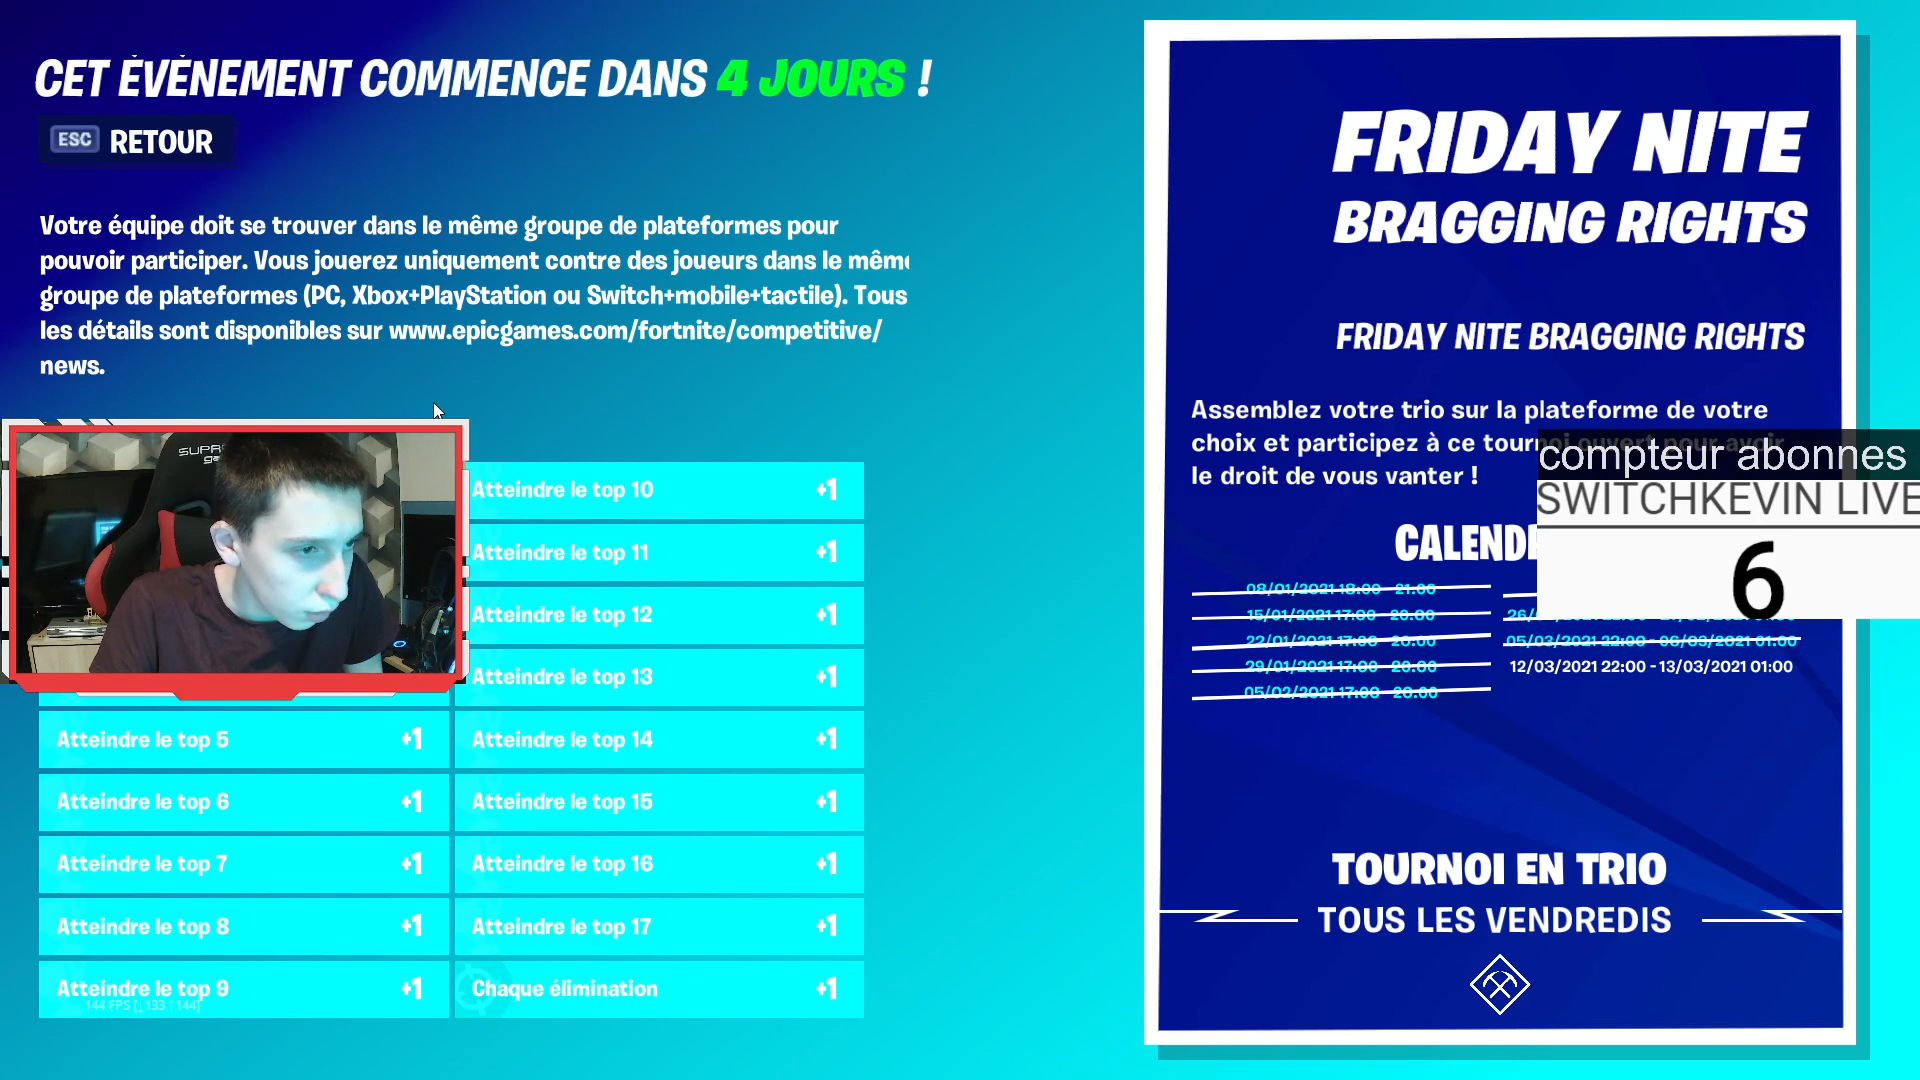 CET ÉVÉNEMENT COMMENCE DANS 4 JOURS !
ESC RETOUR
Votre équipe doit se trouver dans le même groupe de plateformes pour
pouvoir participer. Vous jouerez uniquement contre des joueurs dans le même
groupe de plateformes (PC, Xbox+PlayStation ou Switch+mobile+tactile). Tous
les détails sont disponibles sur www.epicgames.com/fortnite/competitive/
news.
Atteindre le top 5 +1
Atteindre le top 6 +1
Atteindre le top 7 +1
Atteindre le top 8 +1
Atteindre le top 9 +1
144 FPS
Atteindre le top 10 +1
Atteindre le top 11 +1
Atteindre le top 12 +1
Atteindre le top 13 +1
Atteindre le top 14 +1
Atteindre le top 15 +1
Atteindre le top 16 +1
Atteindre le top 17 +1
Chaque élimination +1
FRIDAY NITE
BRAGGING RIGHTS
FRIDAY NITE BRAGGING RIGHTS
Assemblez votre trio sur la plateforme de votre
choix et participez à ce tournoi ouvert pour avoir
le droit de vous vanter !
compteur abonnes
SWITCHKEVIN LIVE
6
CALEND
08/01/2021 18:00 - 21:00
15/01/2021 17:00 - 20:00
22/01/2021 17:00 - 20:00
29/01/2021 17:00 - 20:00
05/02/2021 17:00 - 20:00
05/03/2021 22:00 - 06/03/2021 01:00
12/03/2021 22:00 - 13/03/2021 01:00
TOURNOI EN TRIO
TOUS LES VENDREDIS